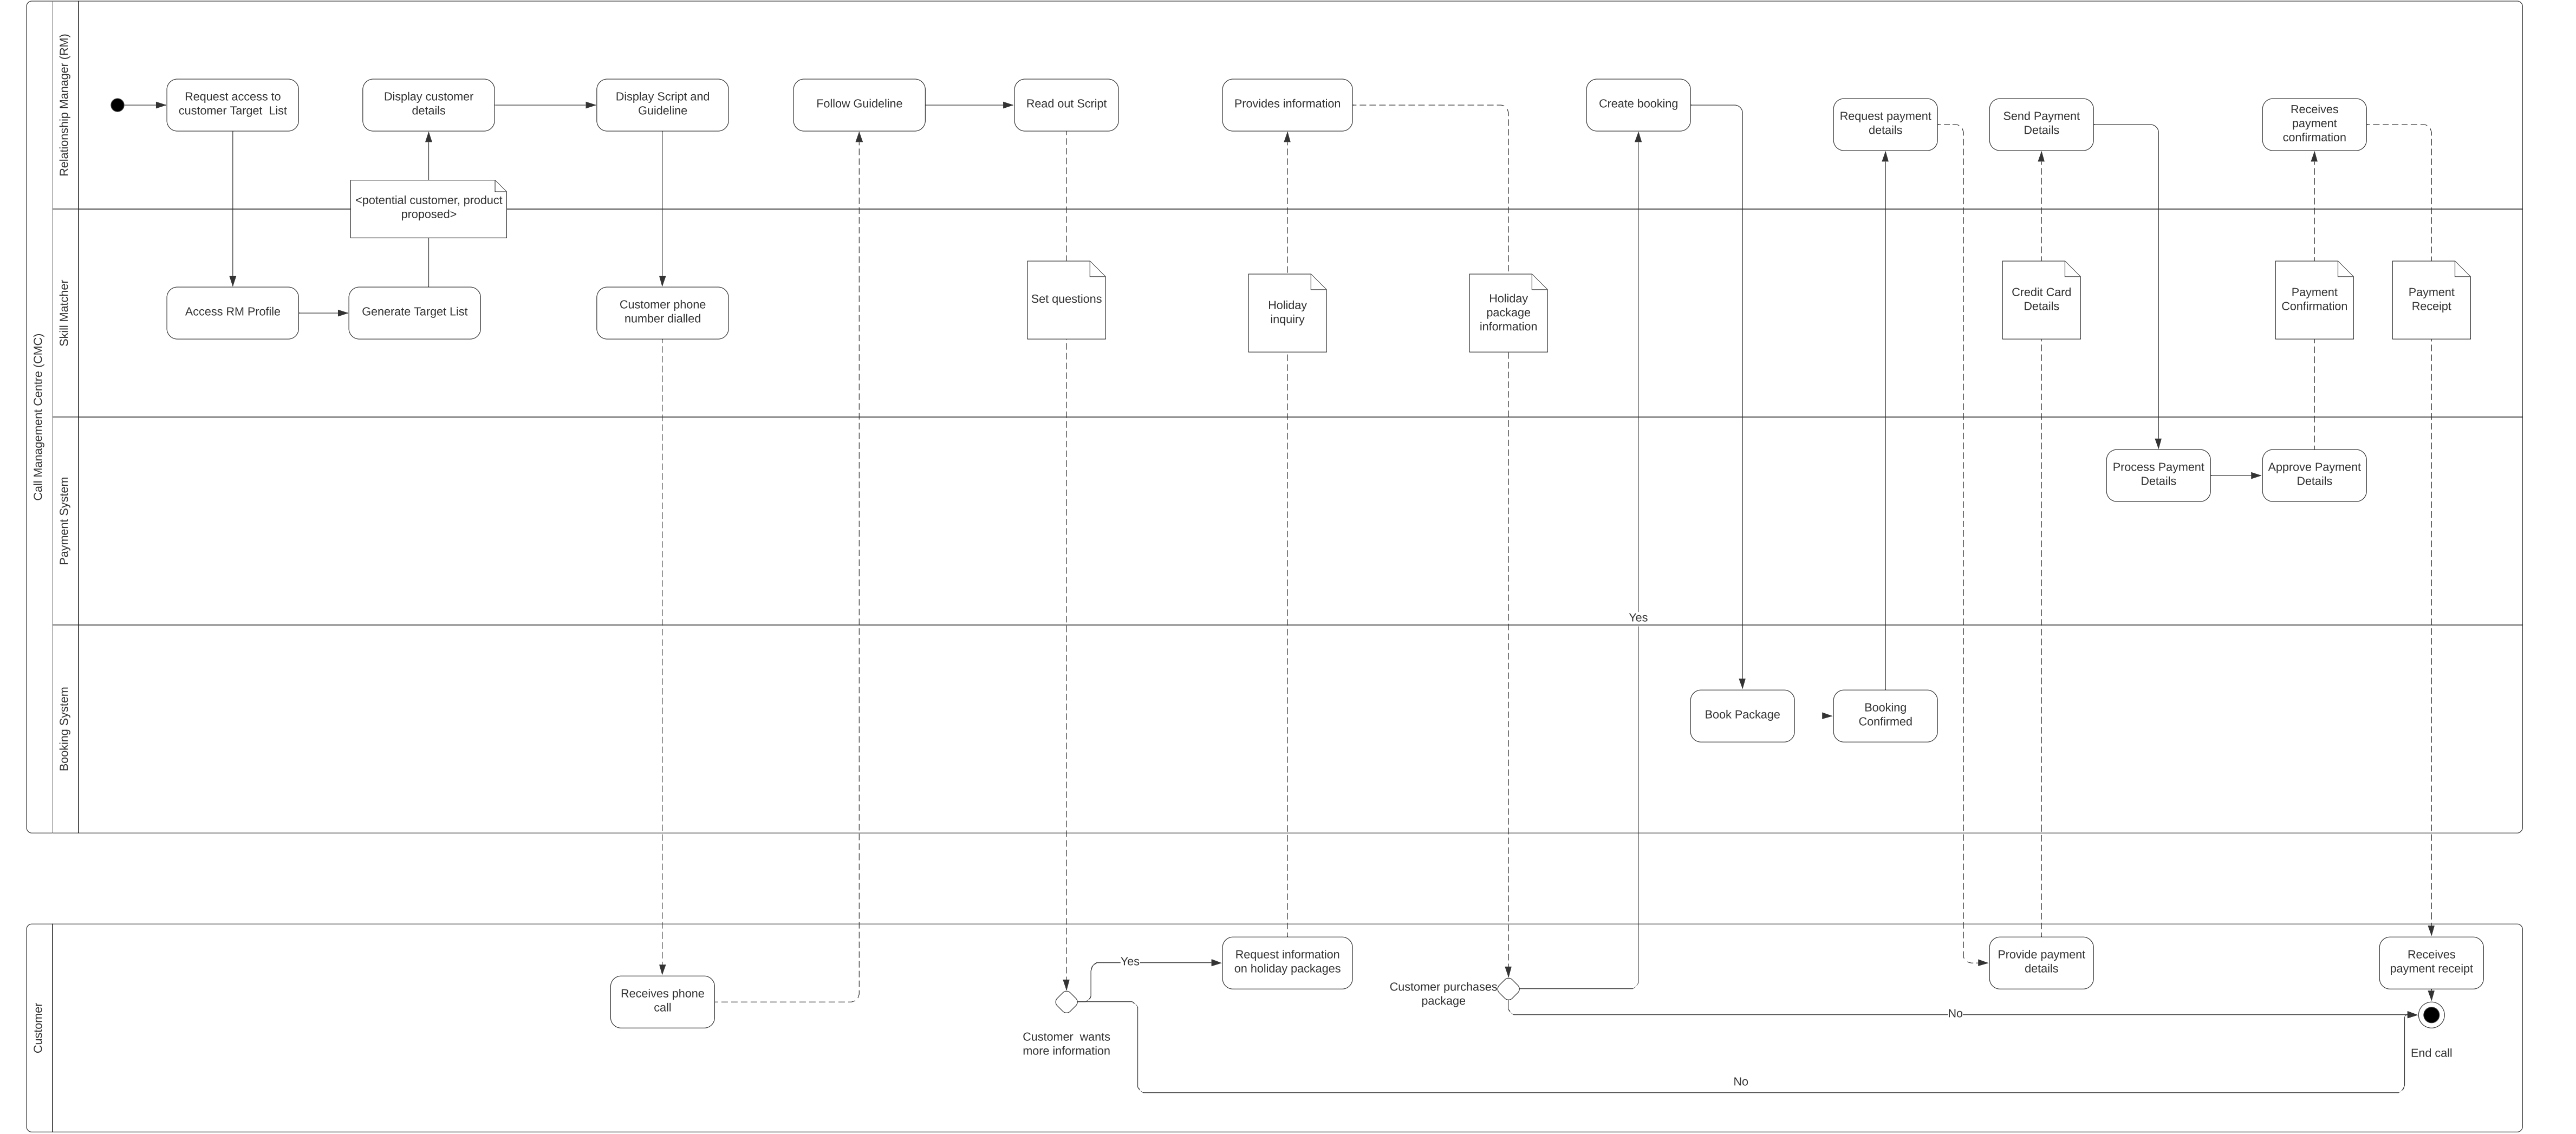 Call Management Centre (CMC)
Relationship Manager (RM)
Request access to
customer Target  List
Display customer
details
Display Script and
Guideline
Follow Guideline
Read out Script
Provides information
Create booking
Request payment
details
Send Payment
Details
Receives
payment
confirmation
<potential customer, product
proposed>
Skill Matcher
Access RM Profile
Generate Target List
Customer phone
number dialled
Set questions
Holiday
inquiry
Holiday
package
information
Credit Card
Details
Payment
Confirmation
Payment
Receipt
Payment System
Process Payment
Details
Approve Payment
Details
Yes
Booking System
Book Package
Booking
Confirmed
Customer
Receives phone
call
Customer  wants
more information
Yes
Request information
on holiday packages
Customer purchases
package
No
No
Provide payment
details
Receives
payment receipt
End call